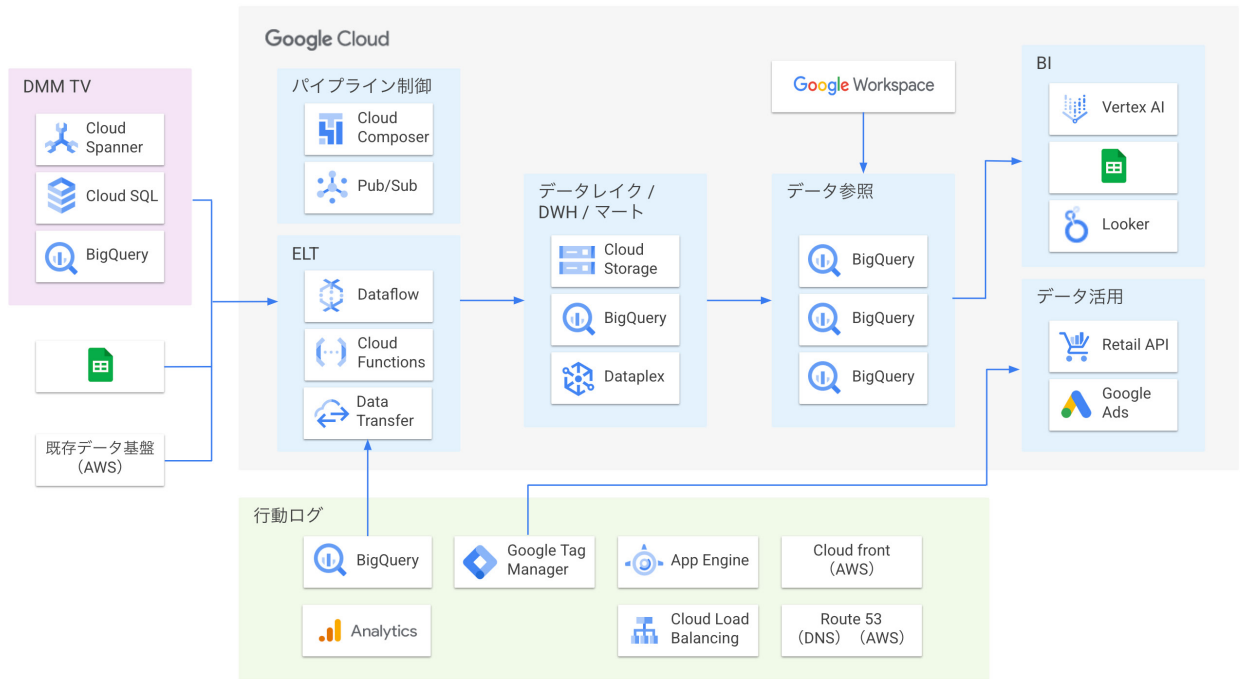 Google Cloud
DMM TV
Cloud
Spanner
Cloud SQL
BigQuery
既存データ基盤
（AWS）
パイプライン制御
Cloud
Composer
Pub/Sub
ELT
Dataflow
Cloud
Functions
Data
Transfer
データレイク /
DWH / マート
Cloud
Storage
BigQuery
Dataplex
Google Workspace
データ参照
BigQuery
BigQuery
BigQuery
BI
Vertex AI
Looker
データ活用
Retail API
Google
Ads
行動ログ
BigQuery
Google Tag
Manager
App Engine
Cloud front
（AWS）
Analytics
Cloud Load
Balancing
Route 53
（DNS）（AWS）